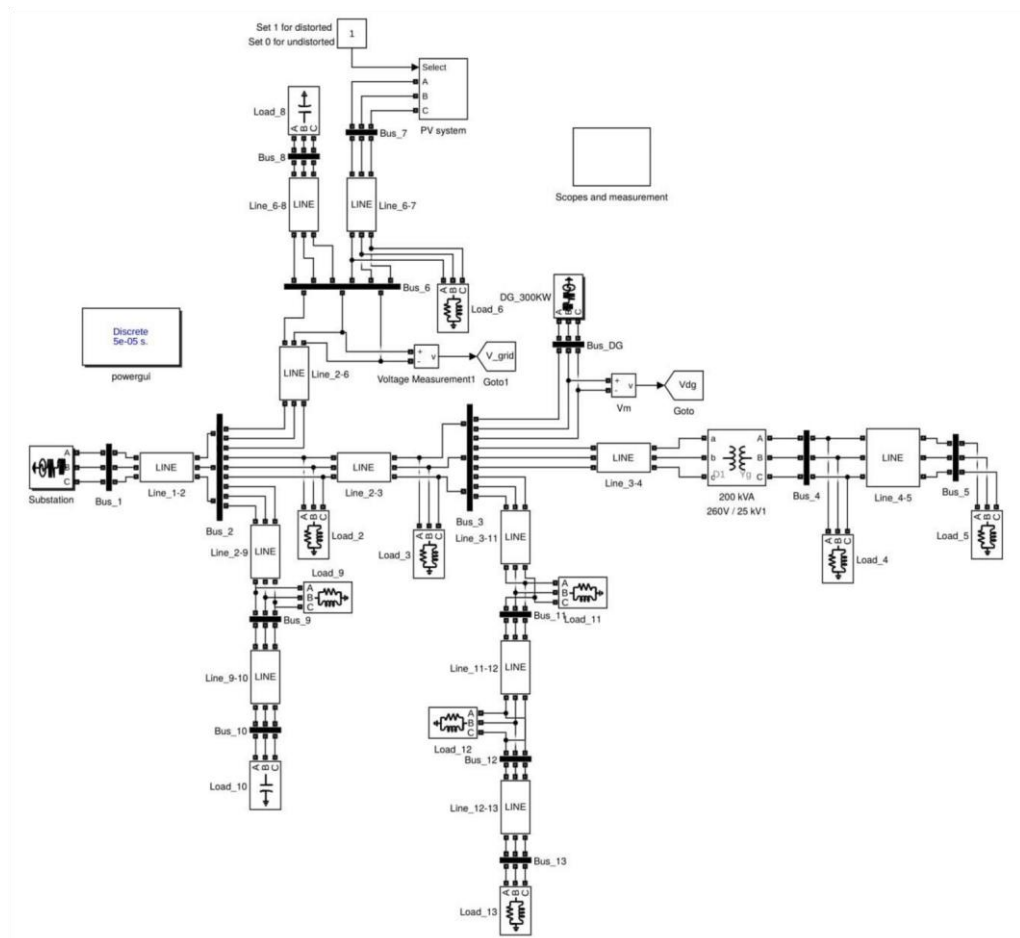 Set 1 for distorted
Set 0 for undistorted
1
Select
A
B
C
PV system
Load_8
A B C
Bus_7
Bus_8
LINE
Line_6-8
LINE
Line_6-7
Scopes and measurement
Bus_6
A B C
Load_6
DG_300KW
A B C
Bus_DG
Discrete
5e-05 s.
powergui
LINE
Line_2-6
+
-
v
Voltage Measurement1
V_grid
Goto1
+
-
v
Vm
Vdg
Goto
A
B
C
Substation
Bus_1
LINE
Line_1-2
Bus_2
LINE
Line_2-3
Bus_3
LINE
Line_3-4
a
b
c
A
B
C
D1
Yg
200 kVA
260V / 25 kV1
Bus_4
LINE
Line_4-5
Bus_5
A B C
Load_2
A B C
Load_3
A B C
Load_4
A B C
Load_5
LINE
Line_2-9
LINE
Line_3-11
Load_9
A
B
C
Bus_9
A
B
C
Load_11
Bus_11
LINE
Line_9-10
LINE
Line_11-12
Bus_10
A B C
Load_10
A
B
C
Load_12
Bus_12
LINE
Line_12-13
Bus_13
A B C
Load_13